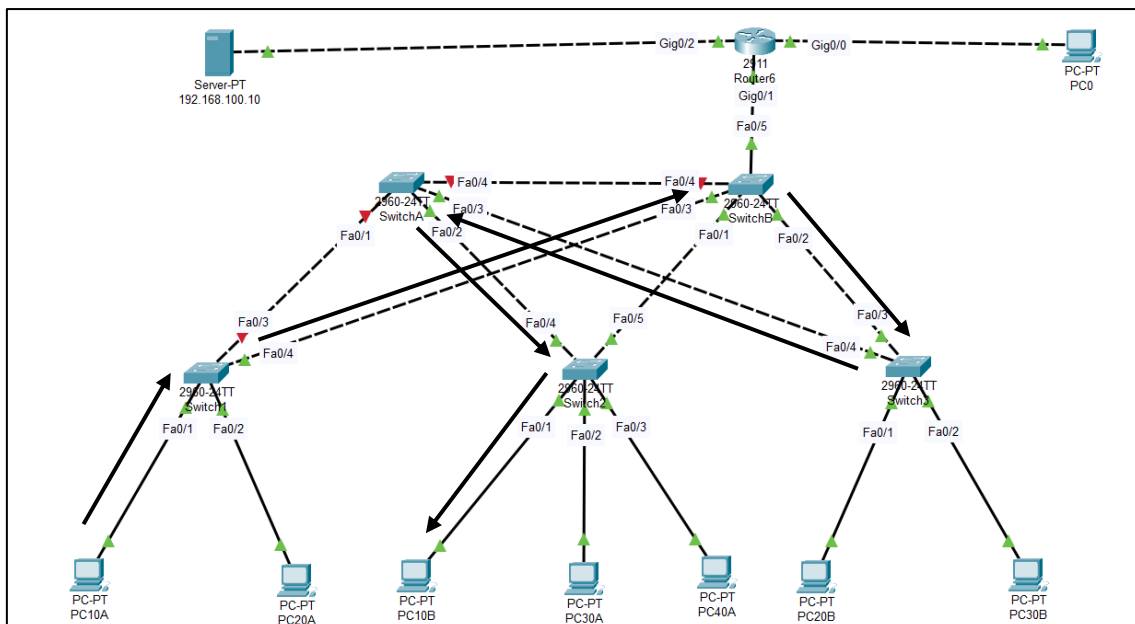 Gig0/2
Gig0/0
Server-PT
192.168.100.10
2911
Router6
Gig0/1
PC-PT
PC0
Fa0/5
Fa0/4
Fa0/4
2960-24TT
SwitchA
Fa0/3
Fa0/3
2960-24TT
SwitchB
Fa0/1
Fa0/2
Fa0/1
Fa0/2
Fa0/3
Fa0/4
Fa0/4
Fa0/5
Fa0/3
Fa0/4
2960-24TT
Switch1
2960-24TT
Switch2
2960-24TT
Fa0/1
Fa0/2
Fa0/1
Fa0/2
Fa0/3
Fa0/1
Fa0/2
PC-PT
PC10A
PC-PT
PC20A
PC-PT
PC10B
PC-PT
PC30A
PC-PT
PC40A
PC-PT
PC20B
PC-PT
PC30B